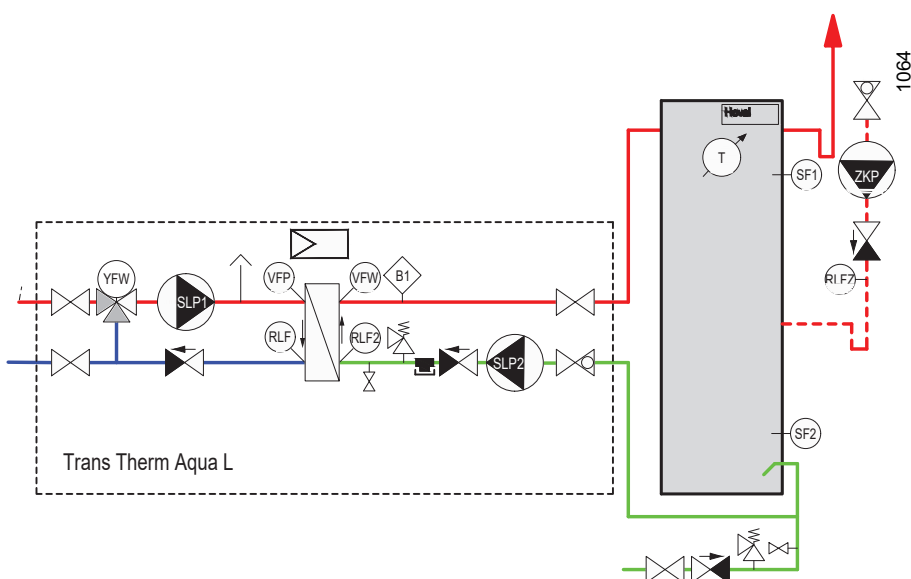 1064
Hoval
T
SF1
ZKP
YFW
VFP
VFW
B1
SLP1
RLFZ
RLF
RLF2
SLP2
SF2
Trans Therm Aqua L